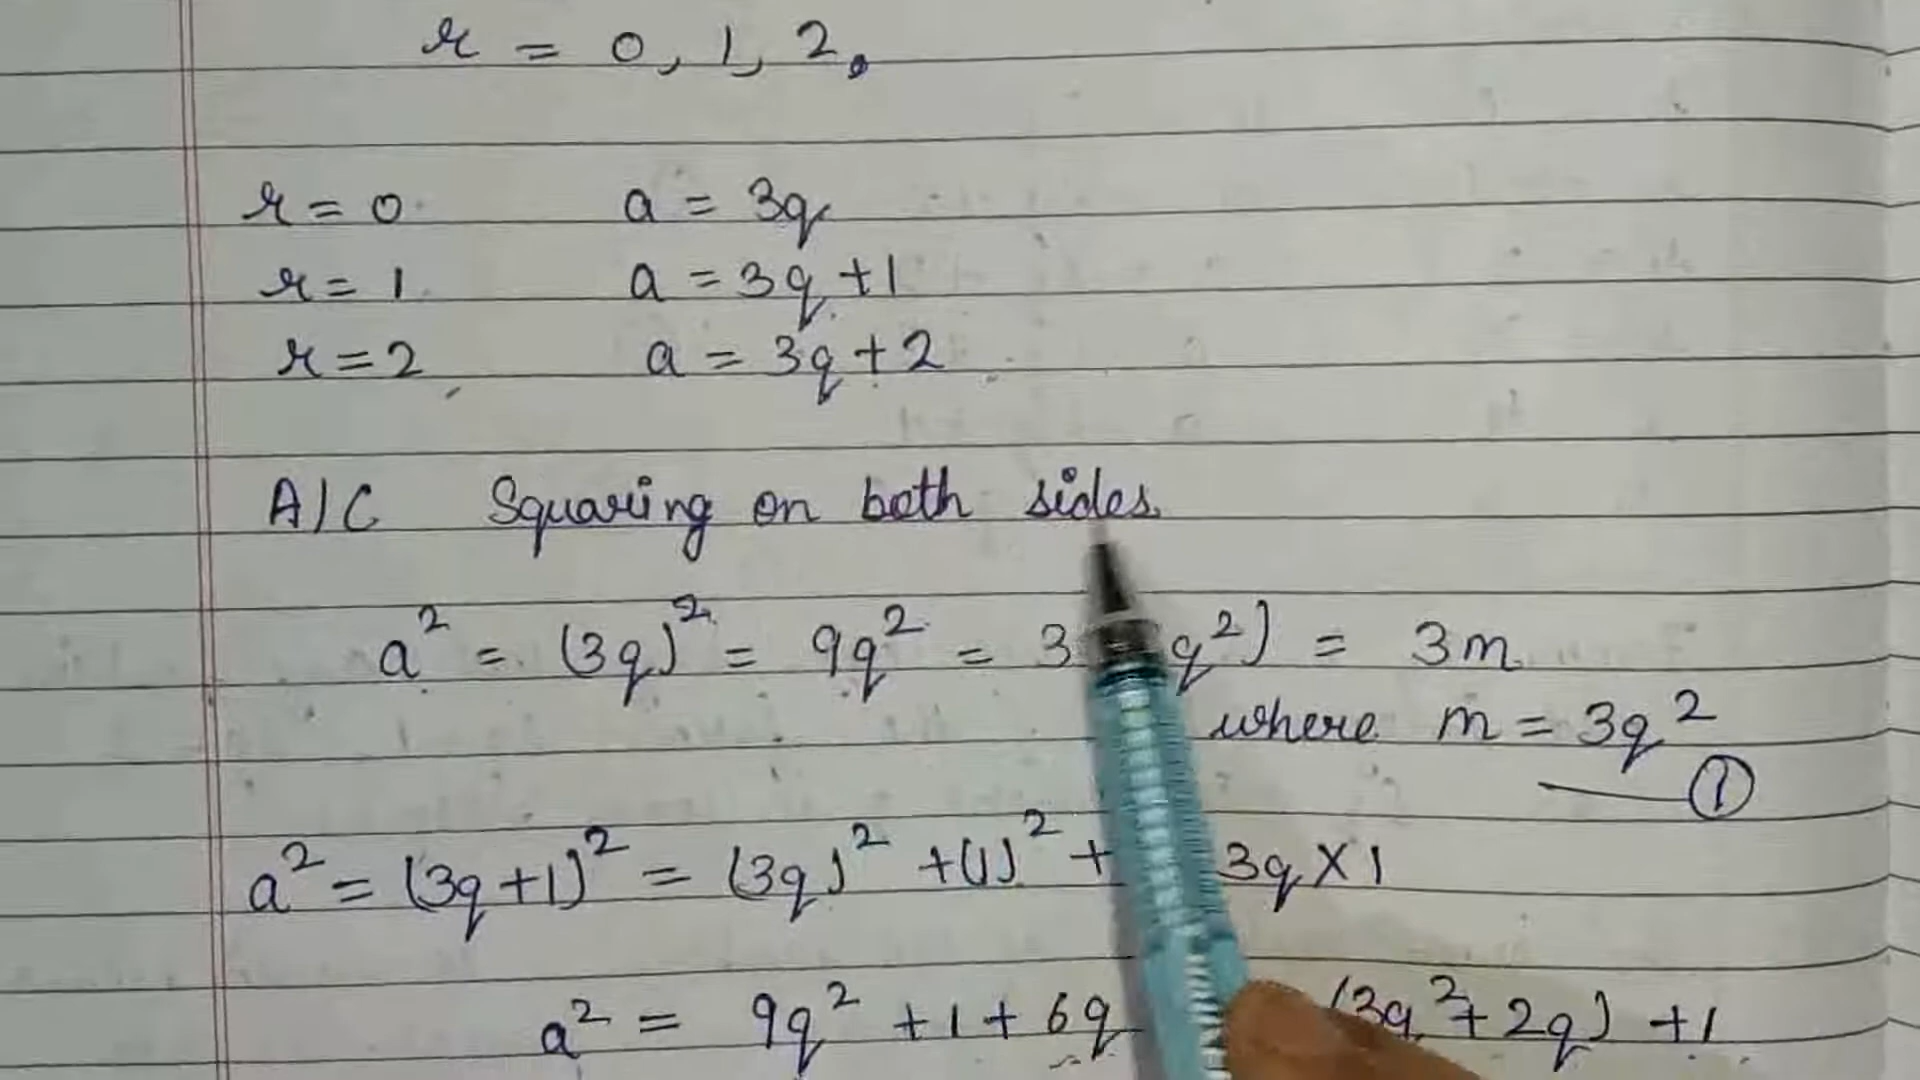 r = 0, 1, 2.
r = 0 a = 3q
r = 1 a = 3q + 1
r = 2 a = 3q + 2
A/C Squaring on both sides
a² = (3q)² = 9q² = 3 q²) = 3m
where m = 3q²
①
a² = (3q + 1)² = (3q)² + (1)² + 3q × 1
a² = 9q² + 1 + 6q (3q² + 2q) + 1